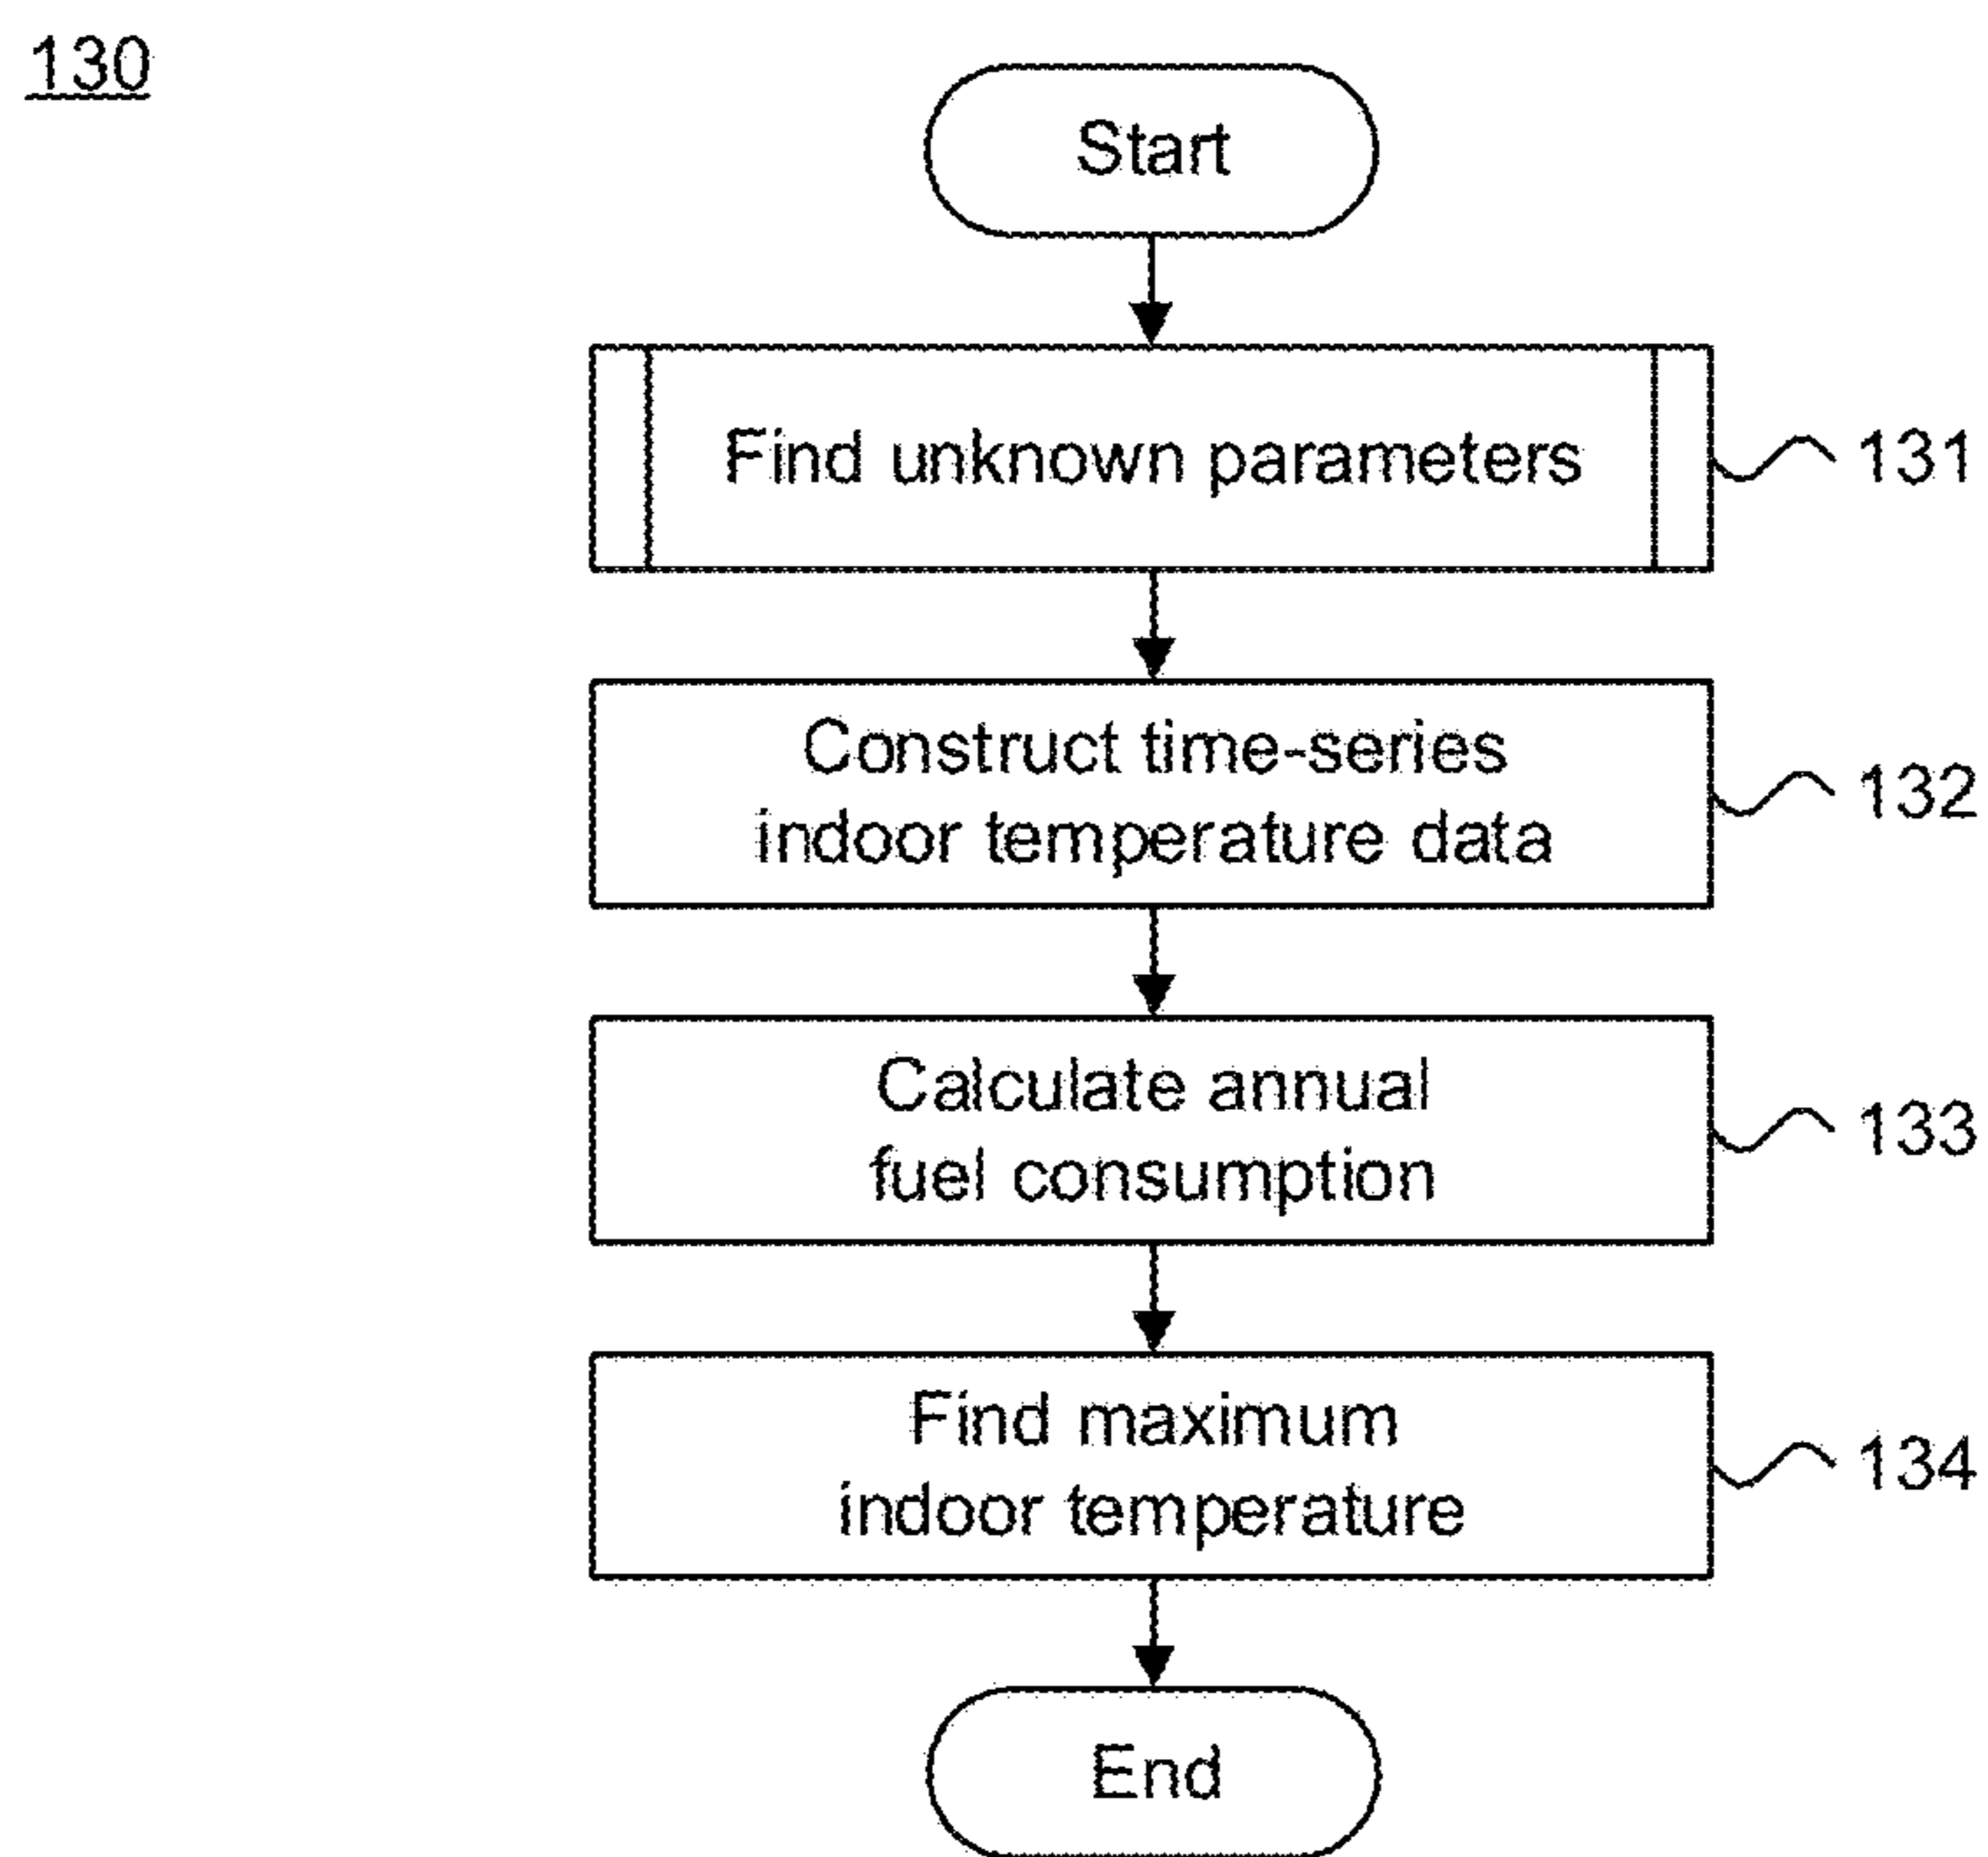 130
Start
Find unknown parameters
131
Construct time-series
indoor temperature data
132
Calculate annual
fuel consumption
133
Find maximum
indoor temperature
134
End